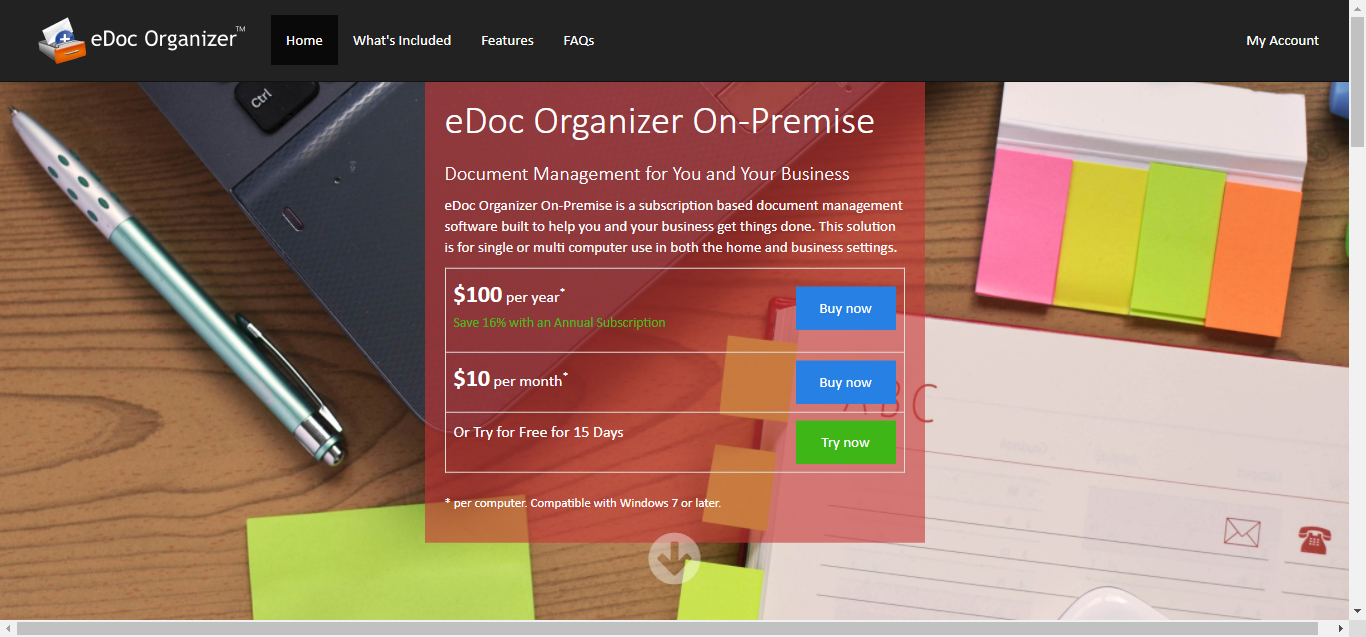 eDoc Organizer™
Home
What's Included
Features
FAQs
My Account
Ctrl
eDoc Organizer On-Premise
Document Management for You and Your Business
eDoc Organizer On-Premise is a subscription based document management
software built to help you and your business get things done. This solution
is for single or multi computer use in both the home and business settings.
$100 per year*
Save 16% with an Annual Subscription
Buy now
$10 per month*
Buy now
Or Try for Free for 15 Days
Try now
* per computer. Compatible with Windows 7 or later.
ABC